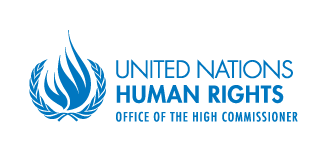 UNITED NATIONS
HUMAN RIGHTS
OFFICE OF THE HIGH COMMISSIONER